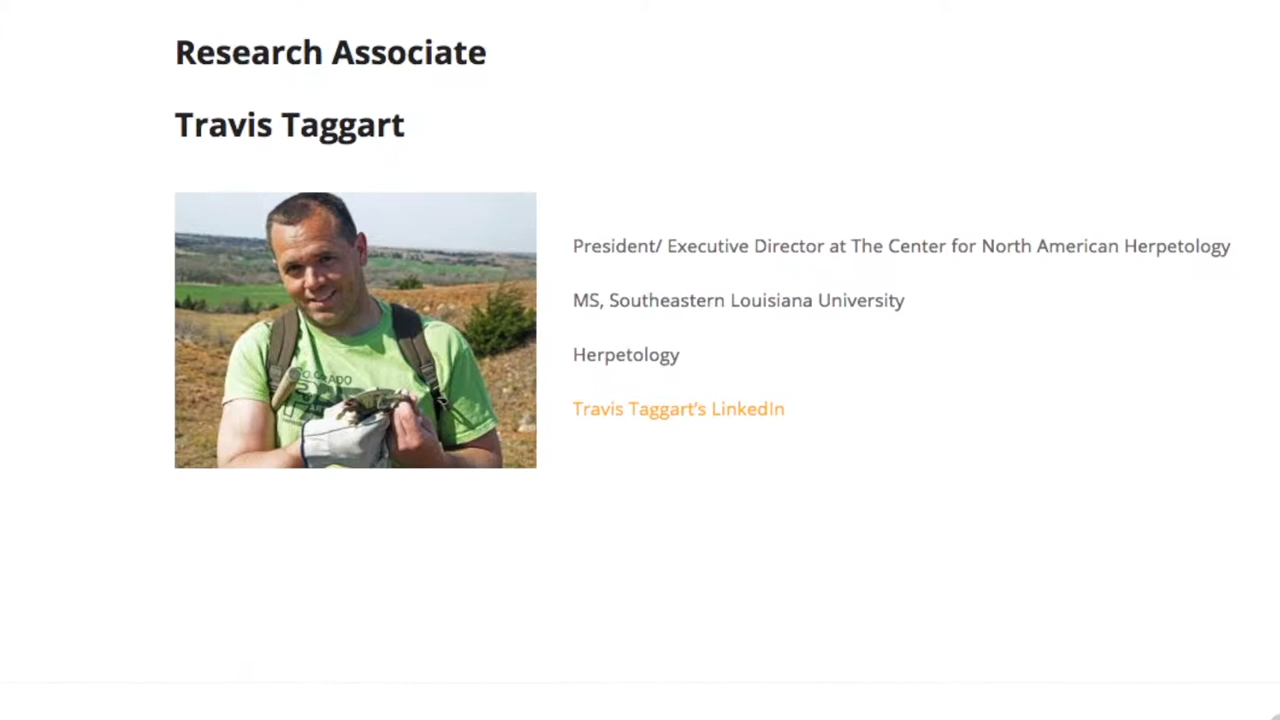 Research Associate
Travis Taggart
President/ Executive Director at The Center for North American Herpetology
MS, Southeastern Louisiana University
Herpetology
Travis Taggart's LinkedIn